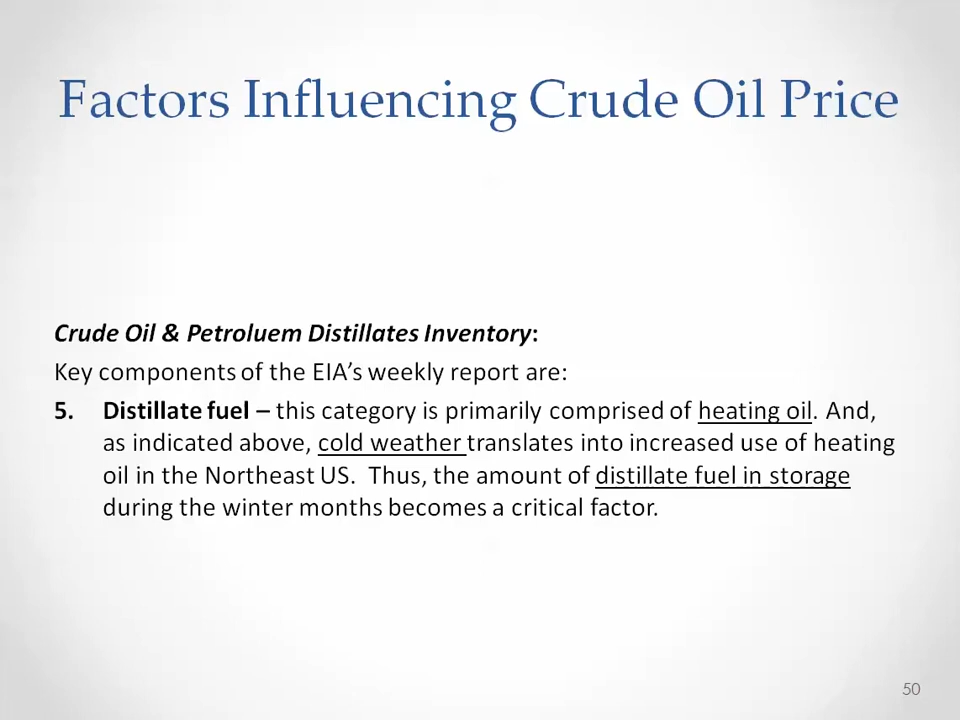 Factors Influencing Crude Oil Price
Crude Oil & Petroluem Distillates Inventory:
Key components of the EIA's weekly report are:
5. Distillate fuel – this category is primarily comprised of heating oil. And,
as indicated above, cold weather translates into increased use of heating
oil in the Northeast US.  Thus, the amount of distillate fuel in storage
during the winter months becomes a critical factor.
50